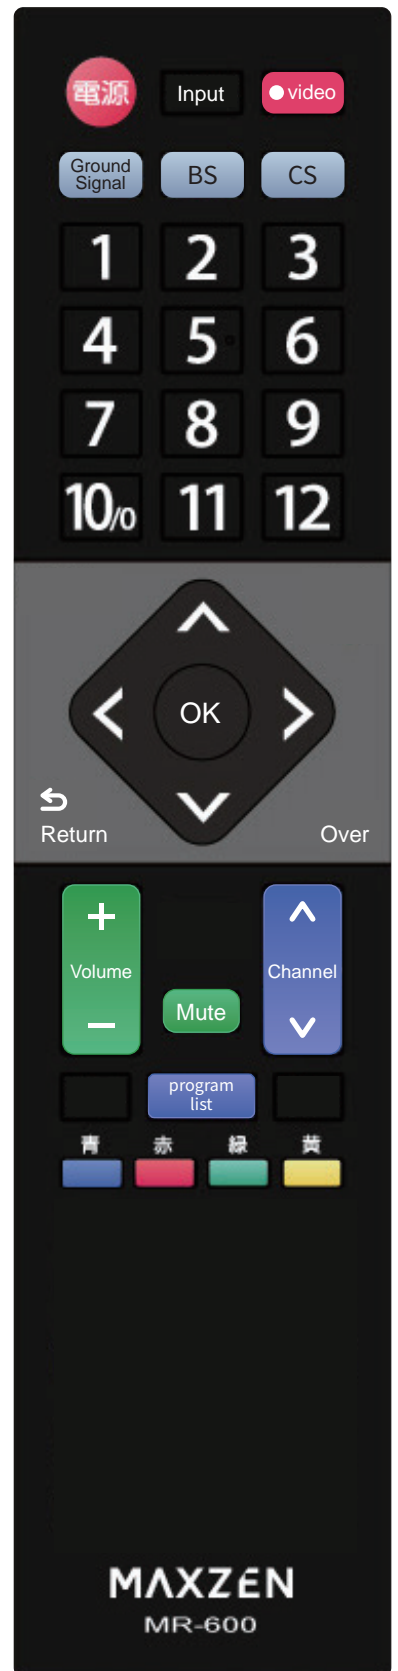 電源 Input video
Ground
Signal
BS CS
1 2 3
4 5 6
7 8 9
10/0 11 12
OK
Return Over
+
Volume Channel
−
Mute
program
list
青 赤 緑 黄
MAXZEN
MR-600